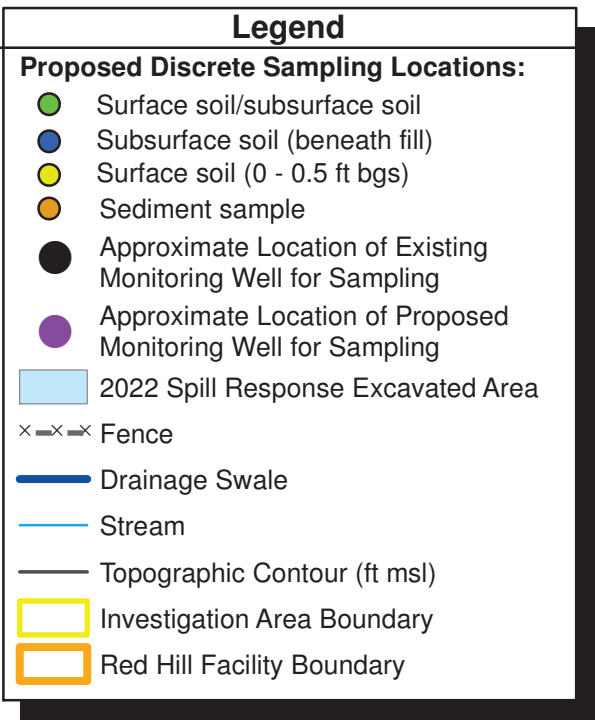 Legend
Proposed Discrete Sampling Locations:
Surface soil/subsurface soil
Subsurface soil (beneath fill)
Surface soil (0 - 0.5 ft bgs)
Sediment sample
Approximate Location of Existing
Monitoring Well for Sampling
Approximate Location of Proposed
Monitoring Well for Sampling
2022 Spill Response Excavated Area
Fence
Drainage Swale
Stream
Topographic Contour (ft msl)
Investigation Area Boundary
Red Hill Facility Boundary